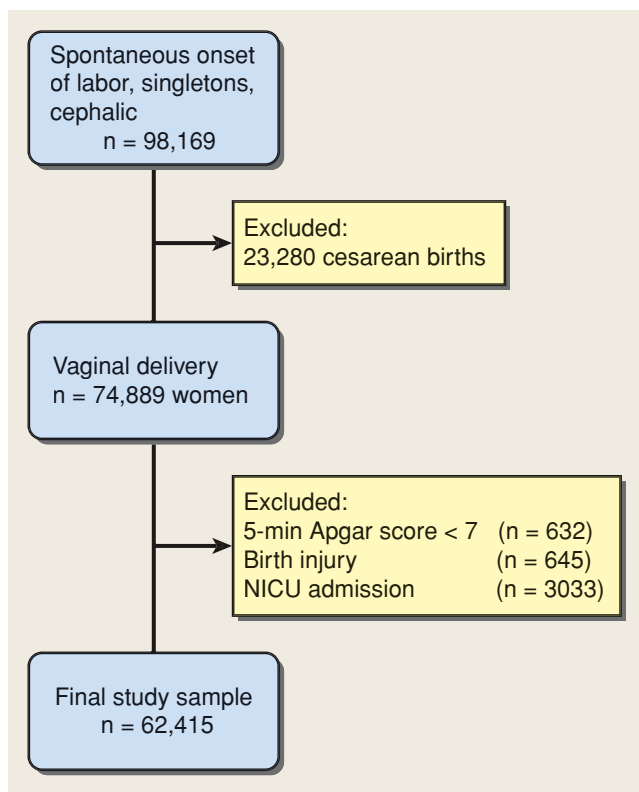 Spontaneous onset
of labor, singletons,
cephalic
n = 98,169
Excluded:
23,280 cesarean births
Vaginal delivery
n = 74,889 women
Excluded:
5-min Apgar score < 7 (n = 632)
Birth injury (n = 645)
NICU admission (n = 3033)
Final study sample
n = 62,415